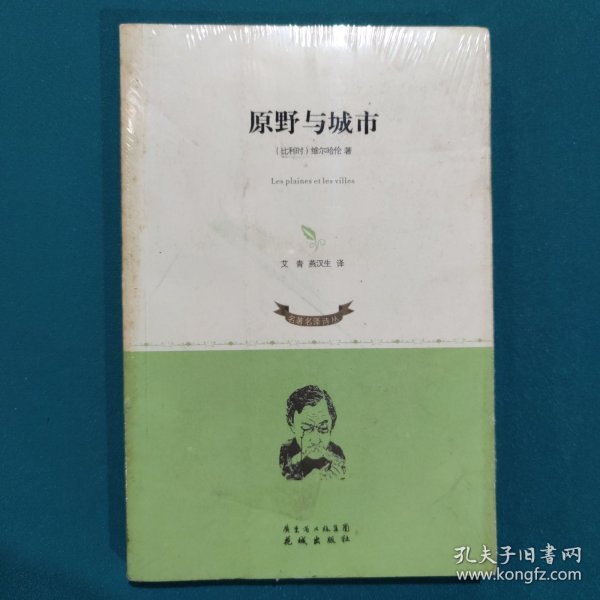 原野与城市
（比利时）维尔哈伦 著
Les plaines et les villes
艾 青 燕汉生 译
名著名译诗丛
广东省出版集团
花城出版社
孔夫子旧书网
www.kongfz.com